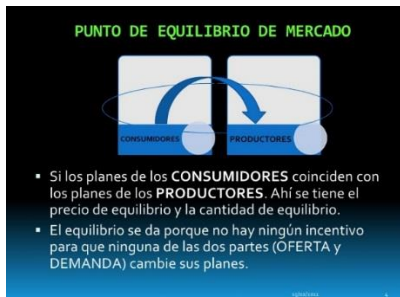 PUNTO DE EQUILIBRIO DE MERCADO
CONSUMIDORES PRODUCTORES
▪ Si los planes de los CONSUMIDORES coinciden con
los planes de los PRODUCTORES. Ahí se tiene el
precio de equilibrio y la cantidad de equilibrio.
▪ El equilibrio se da porque no hay ningún incentivo
para que ninguna de las dos partes (OFERTA y
DEMANDA) cambie sus planes.
4